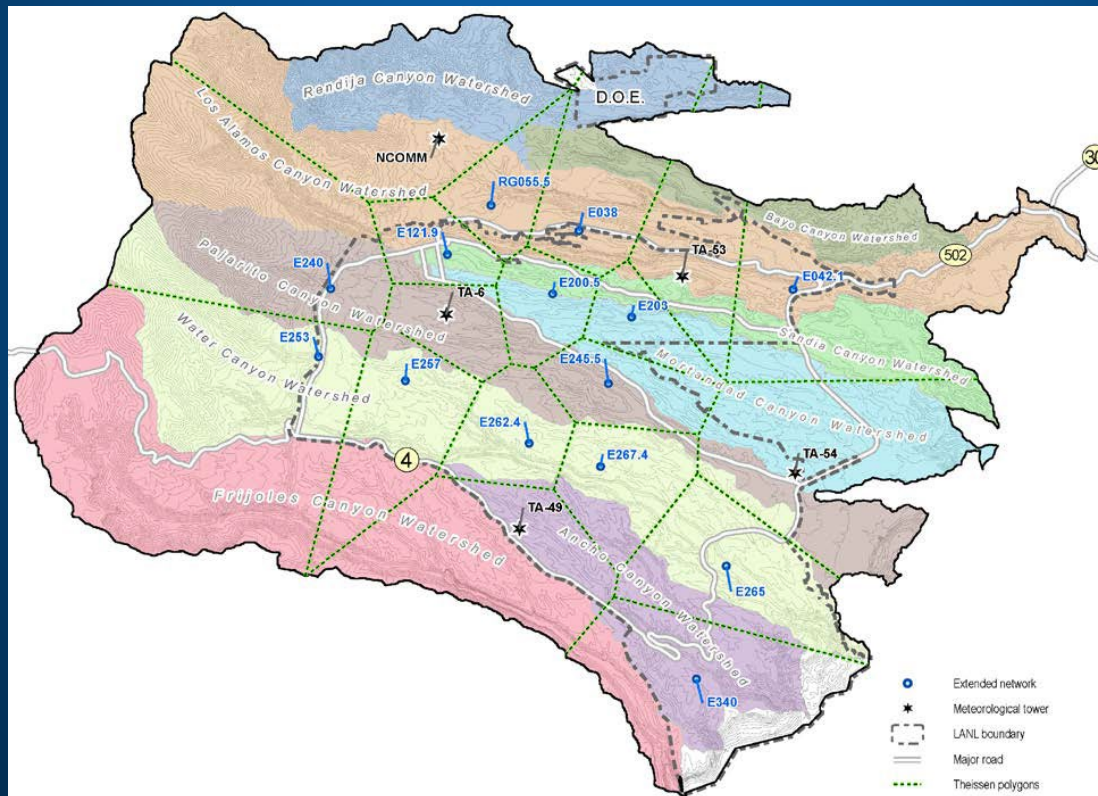 Rendija Canyon Watershed
D.O.E.
Los Alamos Canyon Watershed
NCOMM
30
RG055.5
E038
Bayo Canyon Watershed
E121.9
TA-53
502
E240
E042.1
Pajarito Canyon Watershed
TA-6
E200.5
E203
Sandia Canyon Watershed
E253
E245.5
Mortandad Canyon Watershed
Water Canyon Watershed
E257
E262.4
4
E267.4
TA-54
Frijoles Canyon Watershed
TA-49
Ancho Canyon Watershed
E265
E340
Extended network
Meteorological tower
LANL boundary
Major road
Theissen polygons